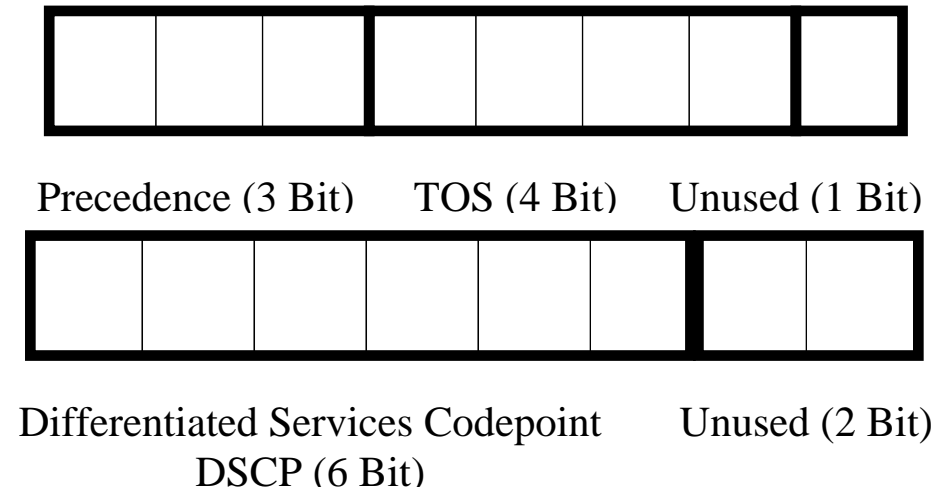 Precedence (3 Bit) TOS (4 Bit) Unused (1 Bit)
Differentiated Services Codepoint Unused (2 Bit)
DSCP (6 Bit)